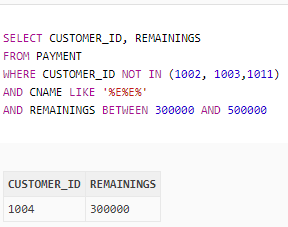 SELECT CUSTOMER_ID, REMAININGS
FROM PAYMENT
WHERE CUSTOMER_ID NOT IN (1002, 1003,1011)
AND CNAME LIKE '%E%E%'
AND REMAININGS BETWEEN 300000 AND 500000
CUSTOMER_ID REMAININGS
1004 300000